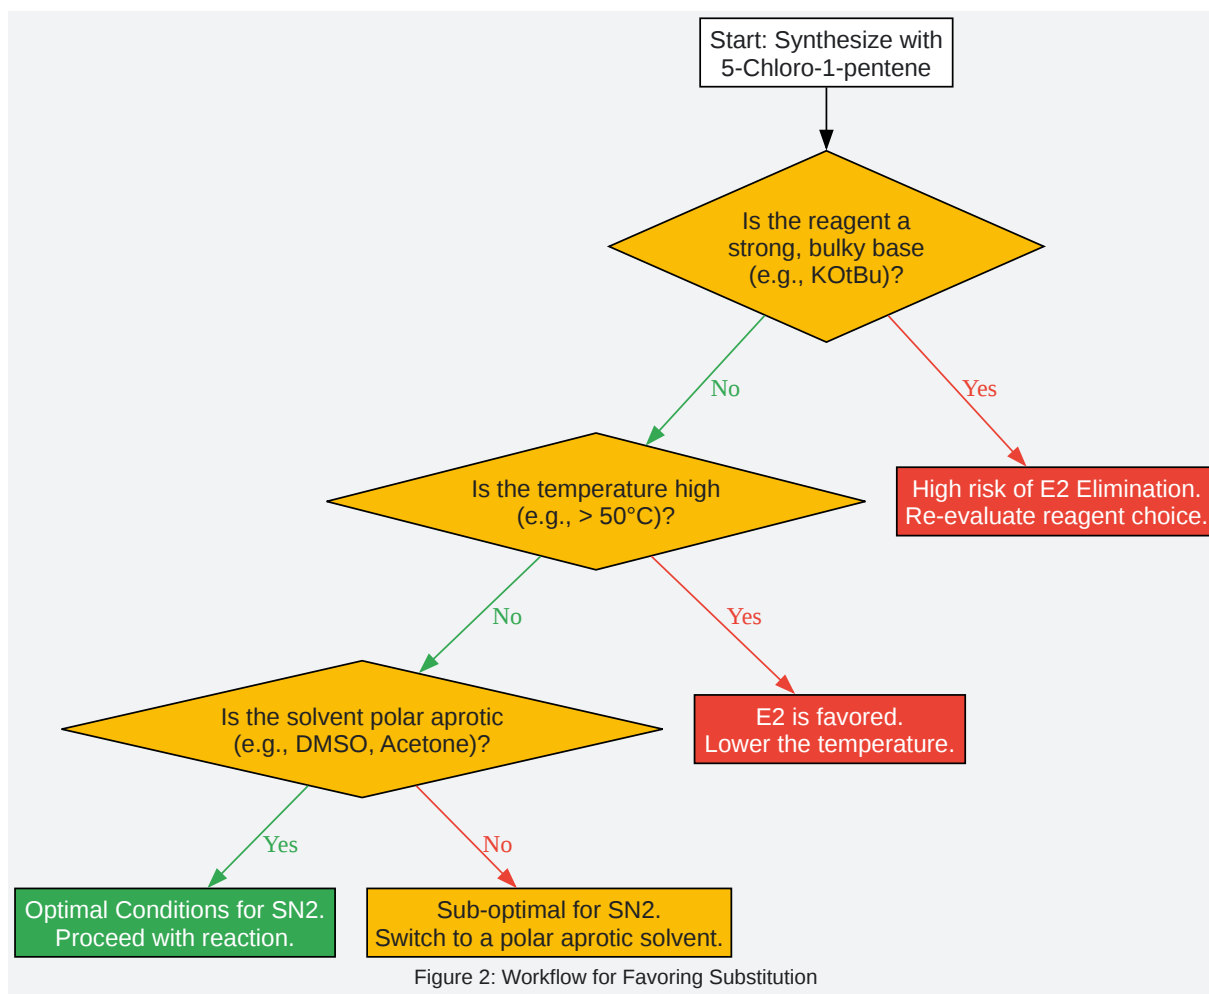 Start: Synthesize with
5-Chloro-1-pentene
Is the reagent a
strong, bulky base
(e.g., KOtBu)?
No
Yes
Is the temperature high
(e.g., > 50°C)?
High risk of E2 Elimination.
Re-evaluate reagent choice.
No
Yes
Is the solvent polar aprotic
(e.g., DMSO, Acetone)?
E2 is favored.
Lower the temperature.
Yes
No
Optimal Conditions for SN2.
Proceed with reaction.
Sub-optimal for SN2.
Switch to a polar aprotic solvent.
Figure 2: Workflow for Favoring Substitution